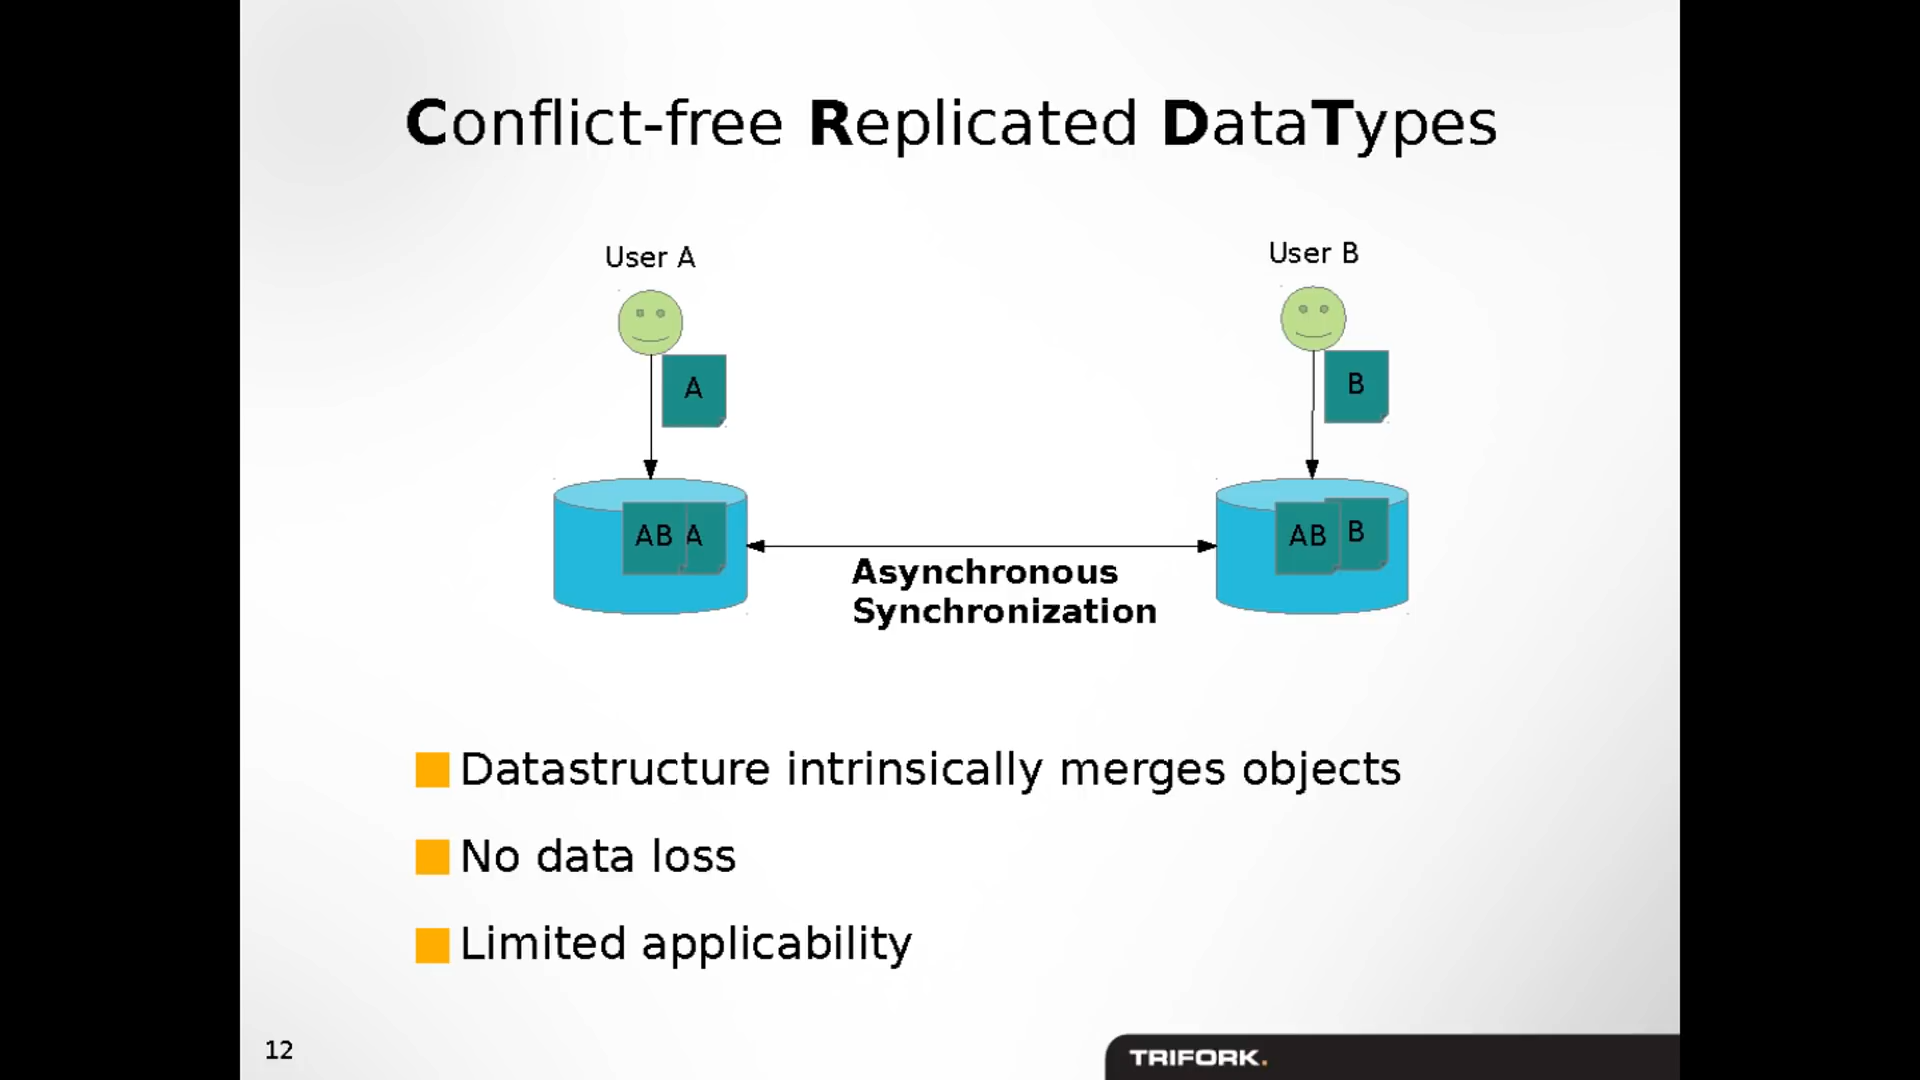 Conflict-free Replicated DataTypes
User A
User B
A
B
AB A
AB B
Asynchronous
Synchronization
Datastructure intrinsically merges objects
No data loss
Limited applicability
12
TRIFORK.